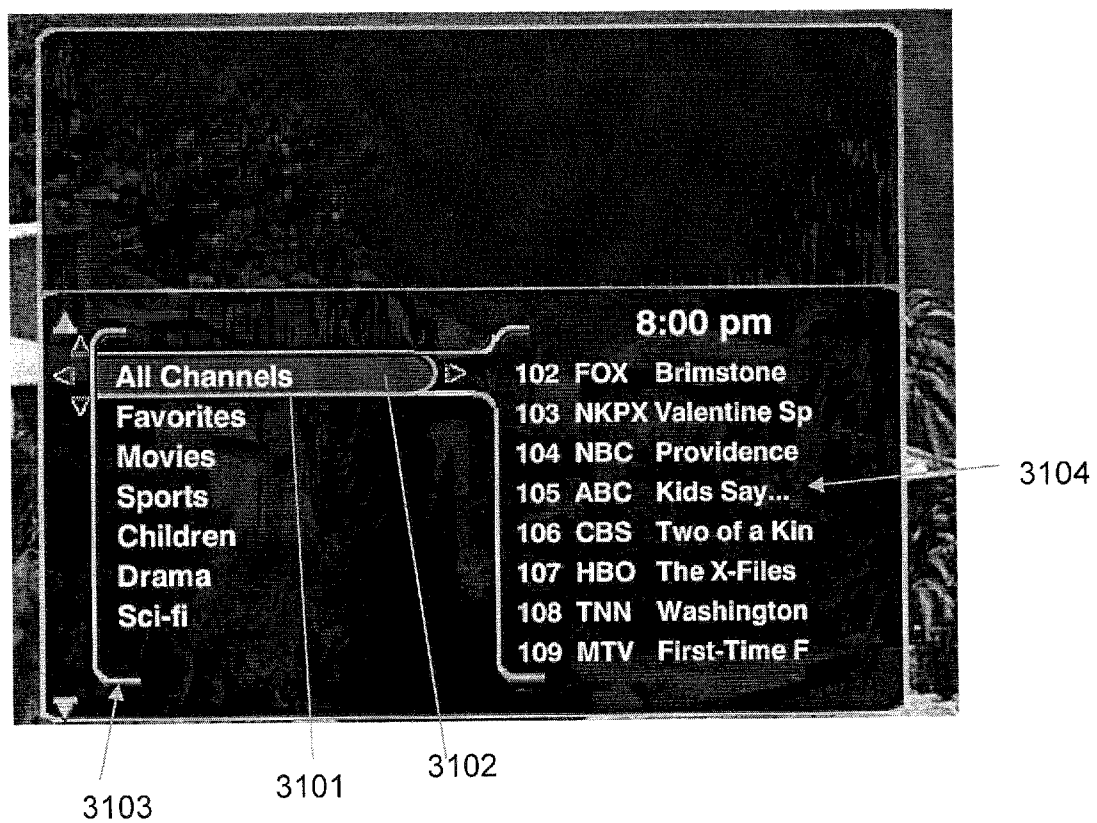 8:00 pm
All Channels
Favorites
Movies
Sports
Children
Drama
Sci-fi
102 FOX Brimstone
103 NKPX Valentine Sp
104 NBC Providence
105 ABC Kids Say...
106 CBS Two of a Kin
107 HBO The X-Files
108 TNN Washington
109 MTV First-Time F
3104
3102
3101
3103